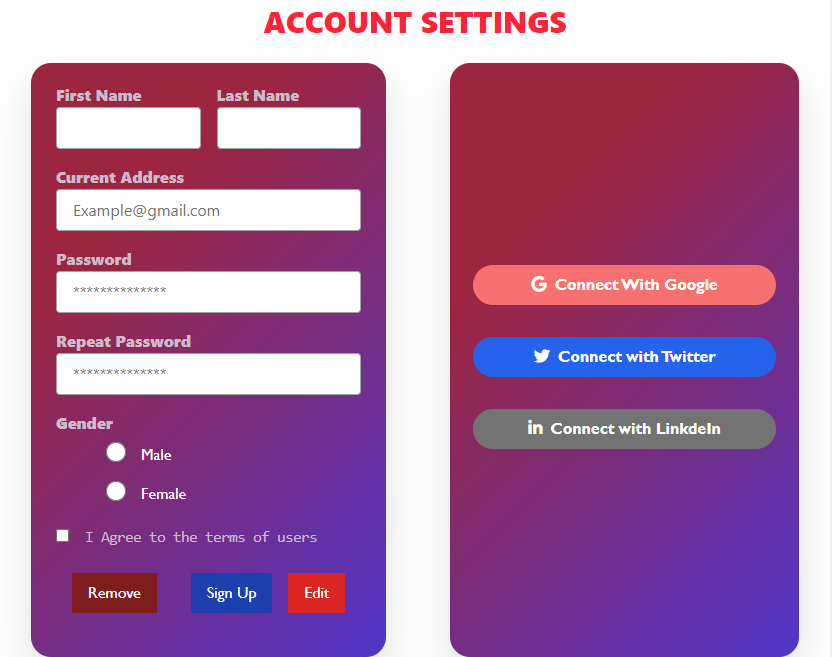 ACCOUNT SETTINGS
First Name Last Name
Current Address
Example@gmail.com
Password
**************
Repeat Password
**************
Gender
Male
Female
I Agree to the terms of users
Remove Sign Up Edit
Connect With Google
Connect with Twitter
in Connect with LinkdeIn